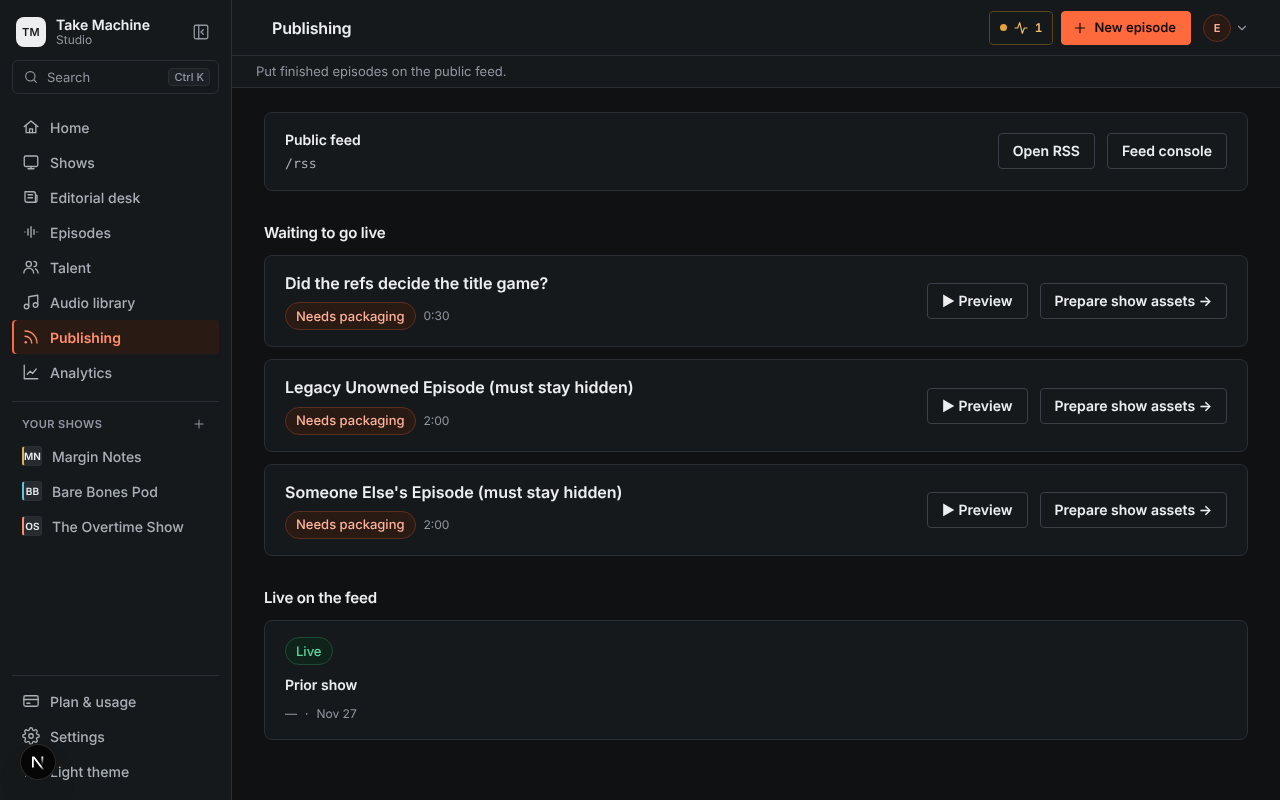 TM
Take Machine
Studio
Search
Ctrl K
Home
Shows
Editorial desk
Episodes
Talent
Audio library
Publishing
Analytics
YOUR SHOWS
MN Margin Notes
BB Bare Bones Pod
OS The Overtime Show
Plan & usage
Settings
N
Light theme
Publishing
1
+ New episode
E
Put finished episodes on the public feed.
Public feed
/rss
Open RSS
Feed console
Waiting to go live
Did the refs decide the title game?
Needs packaging 0:30
▶ Preview
Prepare show assets →
Legacy Unowned Episode (must stay hidden)
Needs packaging 2:00
▶ Preview
Prepare show assets →
Someone Else's Episode (must stay hidden)
Needs packaging 2:00
▶ Preview
Prepare show assets →
Live on the feed
Live
Prior show
— · Nov 27